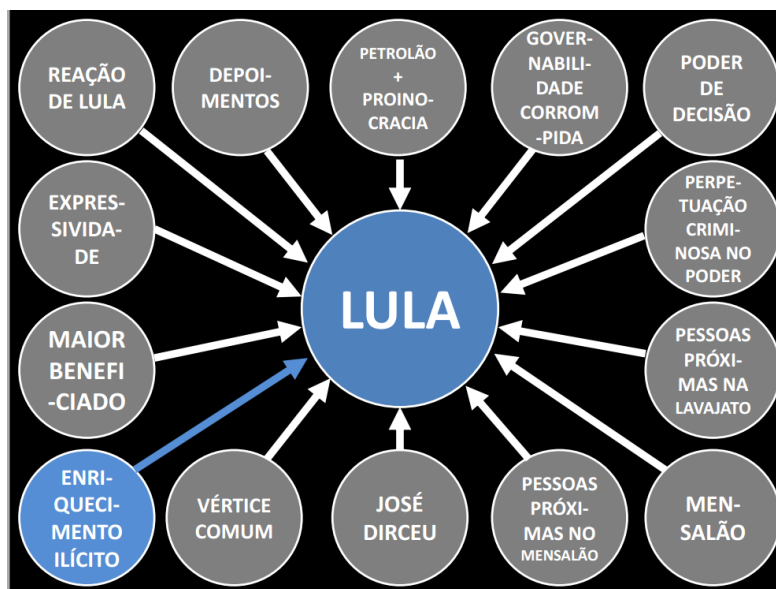 REAÇÃO
DE LULA
DEPOI-
MENTOS
PETROLÃO
+
PROINO-
CRACIA
GOVER-
NABILI-
DADE
CORROM
-PIDA
PODER
DE
DECISÃO
EXPRES-
SIVIDA-
DE
PERPE-
TUAÇÃO
CRIMI-
NOSA NO
PODER
LULA
MAIOR
BENEFI
-CIADO
PESSOAS
PRÓXI-
MAS NA
LAVAJATO
ENRI-
QUECI-
MENTO
ILÍCITO
VÉRTICE
COMUM
JOSÉ
DIRCEU
PESSOAS
PRÓXI-
MAS NO
MENSALÃO
MEN-
SALÃO